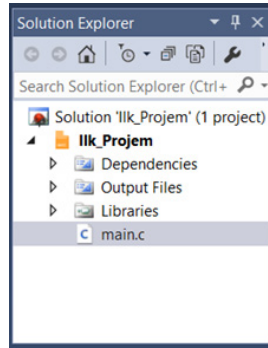 Solution Explorer
Search Solution Explorer (Ctrl+
Solution 'Ilk_Projem' (1 project)
Ilk_Projem
Dependencies
Output Files
Libraries
c main.c